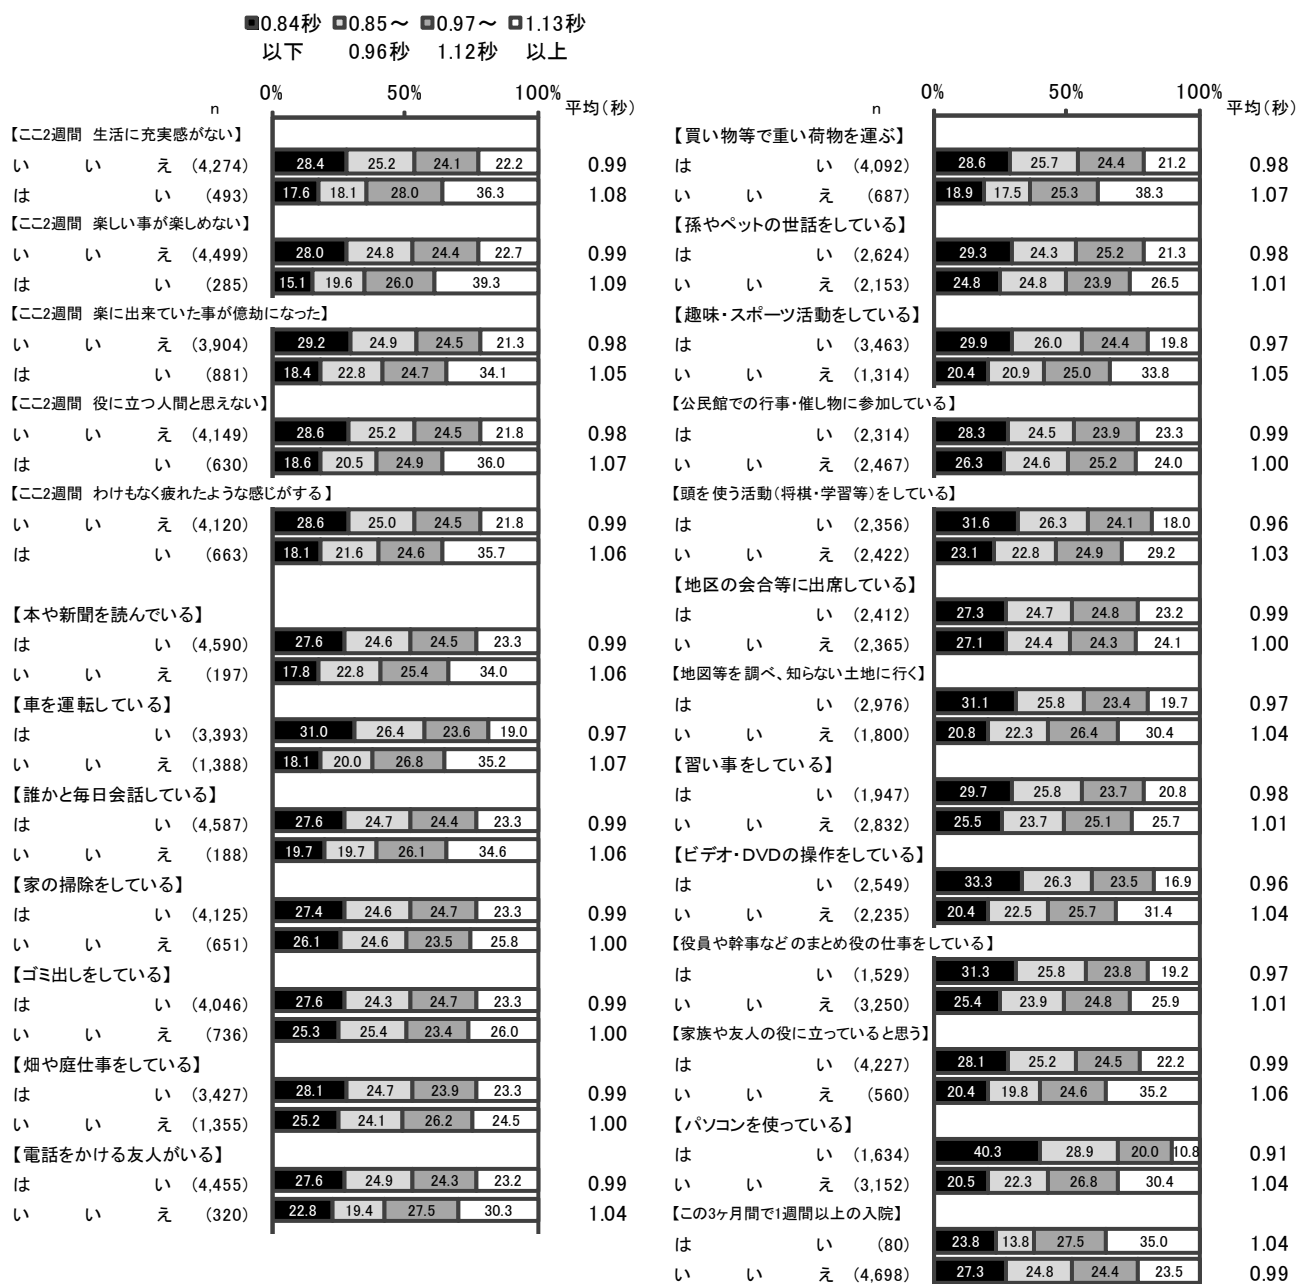 ■0.84秒以下 ■0.85～0.96秒 ■0.97～1.12秒 □1.13秒以上
n 0% 50% 100% 平均(秒)
【ここ2週間 生活に充実感がない】
いいえ (4,274) 28.4 25.2 24.1 22.2 0.99
はい (493) 17.6 18.1 28.0 36.3 1.08
【ここ2週間 楽しい事が楽しめない】
いいえ (4,499) 28.0 24.8 24.4 22.7 0.99
はい (285) 15.1 19.6 26.0 39.3 1.09
【ここ2週間 楽に出来ていた事が億劫になった】
いいえ (3,904) 29.2 24.9 24.5 21.3 0.98
はい (881) 18.4 22.8 24.7 34.1 1.05
【ここ2週間 役に立つ人間と思えない】
いいえ (4,149) 28.6 25.2 24.5 21.8 0.98
はい (630) 18.6 20.5 24.9 36.0 1.07
【ここ2週間 わけもなく疲れたような感じがする】
いいえ (4,120) 28.6 25.0 24.5 21.8 0.99
はい (663) 18.1 21.6 24.6 35.7 1.06
【本や新聞を読んでいる】
はい (4,590) 27.6 24.6 24.5 23.3 0.99
いいえ (197) 17.8 22.8 25.4 34.0 1.06
【車を運転している】
はい (3,393) 31.0 26.4 23.6 19.0 0.97
いいえ (1,388) 18.1 20.0 26.8 35.2 1.07
【誰かと毎日会話している】
はい (4,587) 27.6 24.7 24.4 23.3 0.99
いいえ (188) 19.7 19.7 26.1 34.6 1.06
【家の掃除をしている】
はい (4,125) 27.4 24.6 24.7 23.3 0.99
いいえ (651) 26.1 24.6 23.5 25.8 1.00
【ゴミ出しをしている】
はい (4,046) 27.6 24.3 24.7 23.3 0.99
いいえ (736) 25.3 25.4 23.4 26.0 1.00
【畑や庭仕事をしている】
はい (3,427) 28.1 24.7 23.9 23.3 0.99
いいえ (1,355) 25.2 24.1 26.2 24.5 1.00
【電話をかける友人がいる】
はい (4,455) 27.6 24.9 24.3 23.2 0.99
いいえ (320) 22.8 19.4 27.5 30.3 1.04
n 0% 50% 100% 平均(秒)
【買い物等で重い荷物を運ぶ】
はい (4,092) 28.6 25.7 24.4 21.2 0.98
いいえ (687) 18.9 17.5 25.3 38.3 1.07
【孫やペットの世話をしている】
はい (2,624) 29.3 24.3 25.2 21.3 0.98
いいえ (2,153) 24.8 24.8 23.9 26.5 1.01
【趣味・スポーツ活動をしている】
はい (3,463) 29.9 26.0 24.4 19.8 0.97
いいえ (1,314) 20.4 20.9 25.0 33.8 1.05
【公民館での行事・催し物に参加している】
はい (2,314) 28.3 24.5 23.9 23.3 0.99
いいえ (2,467) 26.3 24.6 25.2 24.0 1.00
【頭を使う活動(将棋・学習等)をしている】
はい (2,356) 31.6 26.3 24.1 18.0 0.96
いいえ (2,422) 23.1 22.8 24.9 29.2 1.03
【地区の会合等に出席している】
はい (2,412) 27.3 24.7 24.8 23.2 0.99
いいえ (2,365) 27.1 24.4 24.3 24.1 1.00
【地図等を調べ、知らない土地に行く】
はい (2,976) 31.1 25.8 23.4 19.7 0.97
いいえ (1,800) 20.8 22.3 26.4 30.4 1.04
【習い事をしている】
はい (1,947) 29.7 25.8 23.7 20.8 0.98
いいえ (2,832) 25.5 23.7 25.1 25.7 1.01
【ビデオ・DVDの操作をしている】
はい (2,549) 33.3 26.3 23.5 16.9 0.96
いいえ (2,235) 20.4 22.5 25.7 31.4 1.04
【役員や幹事などのまとめ役の仕事をしている】
はい (1,529) 31.3 25.8 23.8 19.2 0.97
いいえ (3,250) 25.4 23.9 24.8 25.9 1.01
【家族や友人の役に立っていると思う】
はい (4,227) 28.1 25.2 24.5 22.2 0.99
いいえ (560) 20.4 19.8 24.6 35.2 1.06
【パソコンを使っている】
はい (1,634) 40.3 28.9 20.0 10.8 0.91
いいえ (3,152) 20.5 22.3 26.8 30.4 1.04
【この3ヶ月間で1週間以上の入院】
はい (80) 23.8 13.8 27.5 35.0 1.04
いいえ (4,698) 27.3 24.8 24.4 23.5 0.99